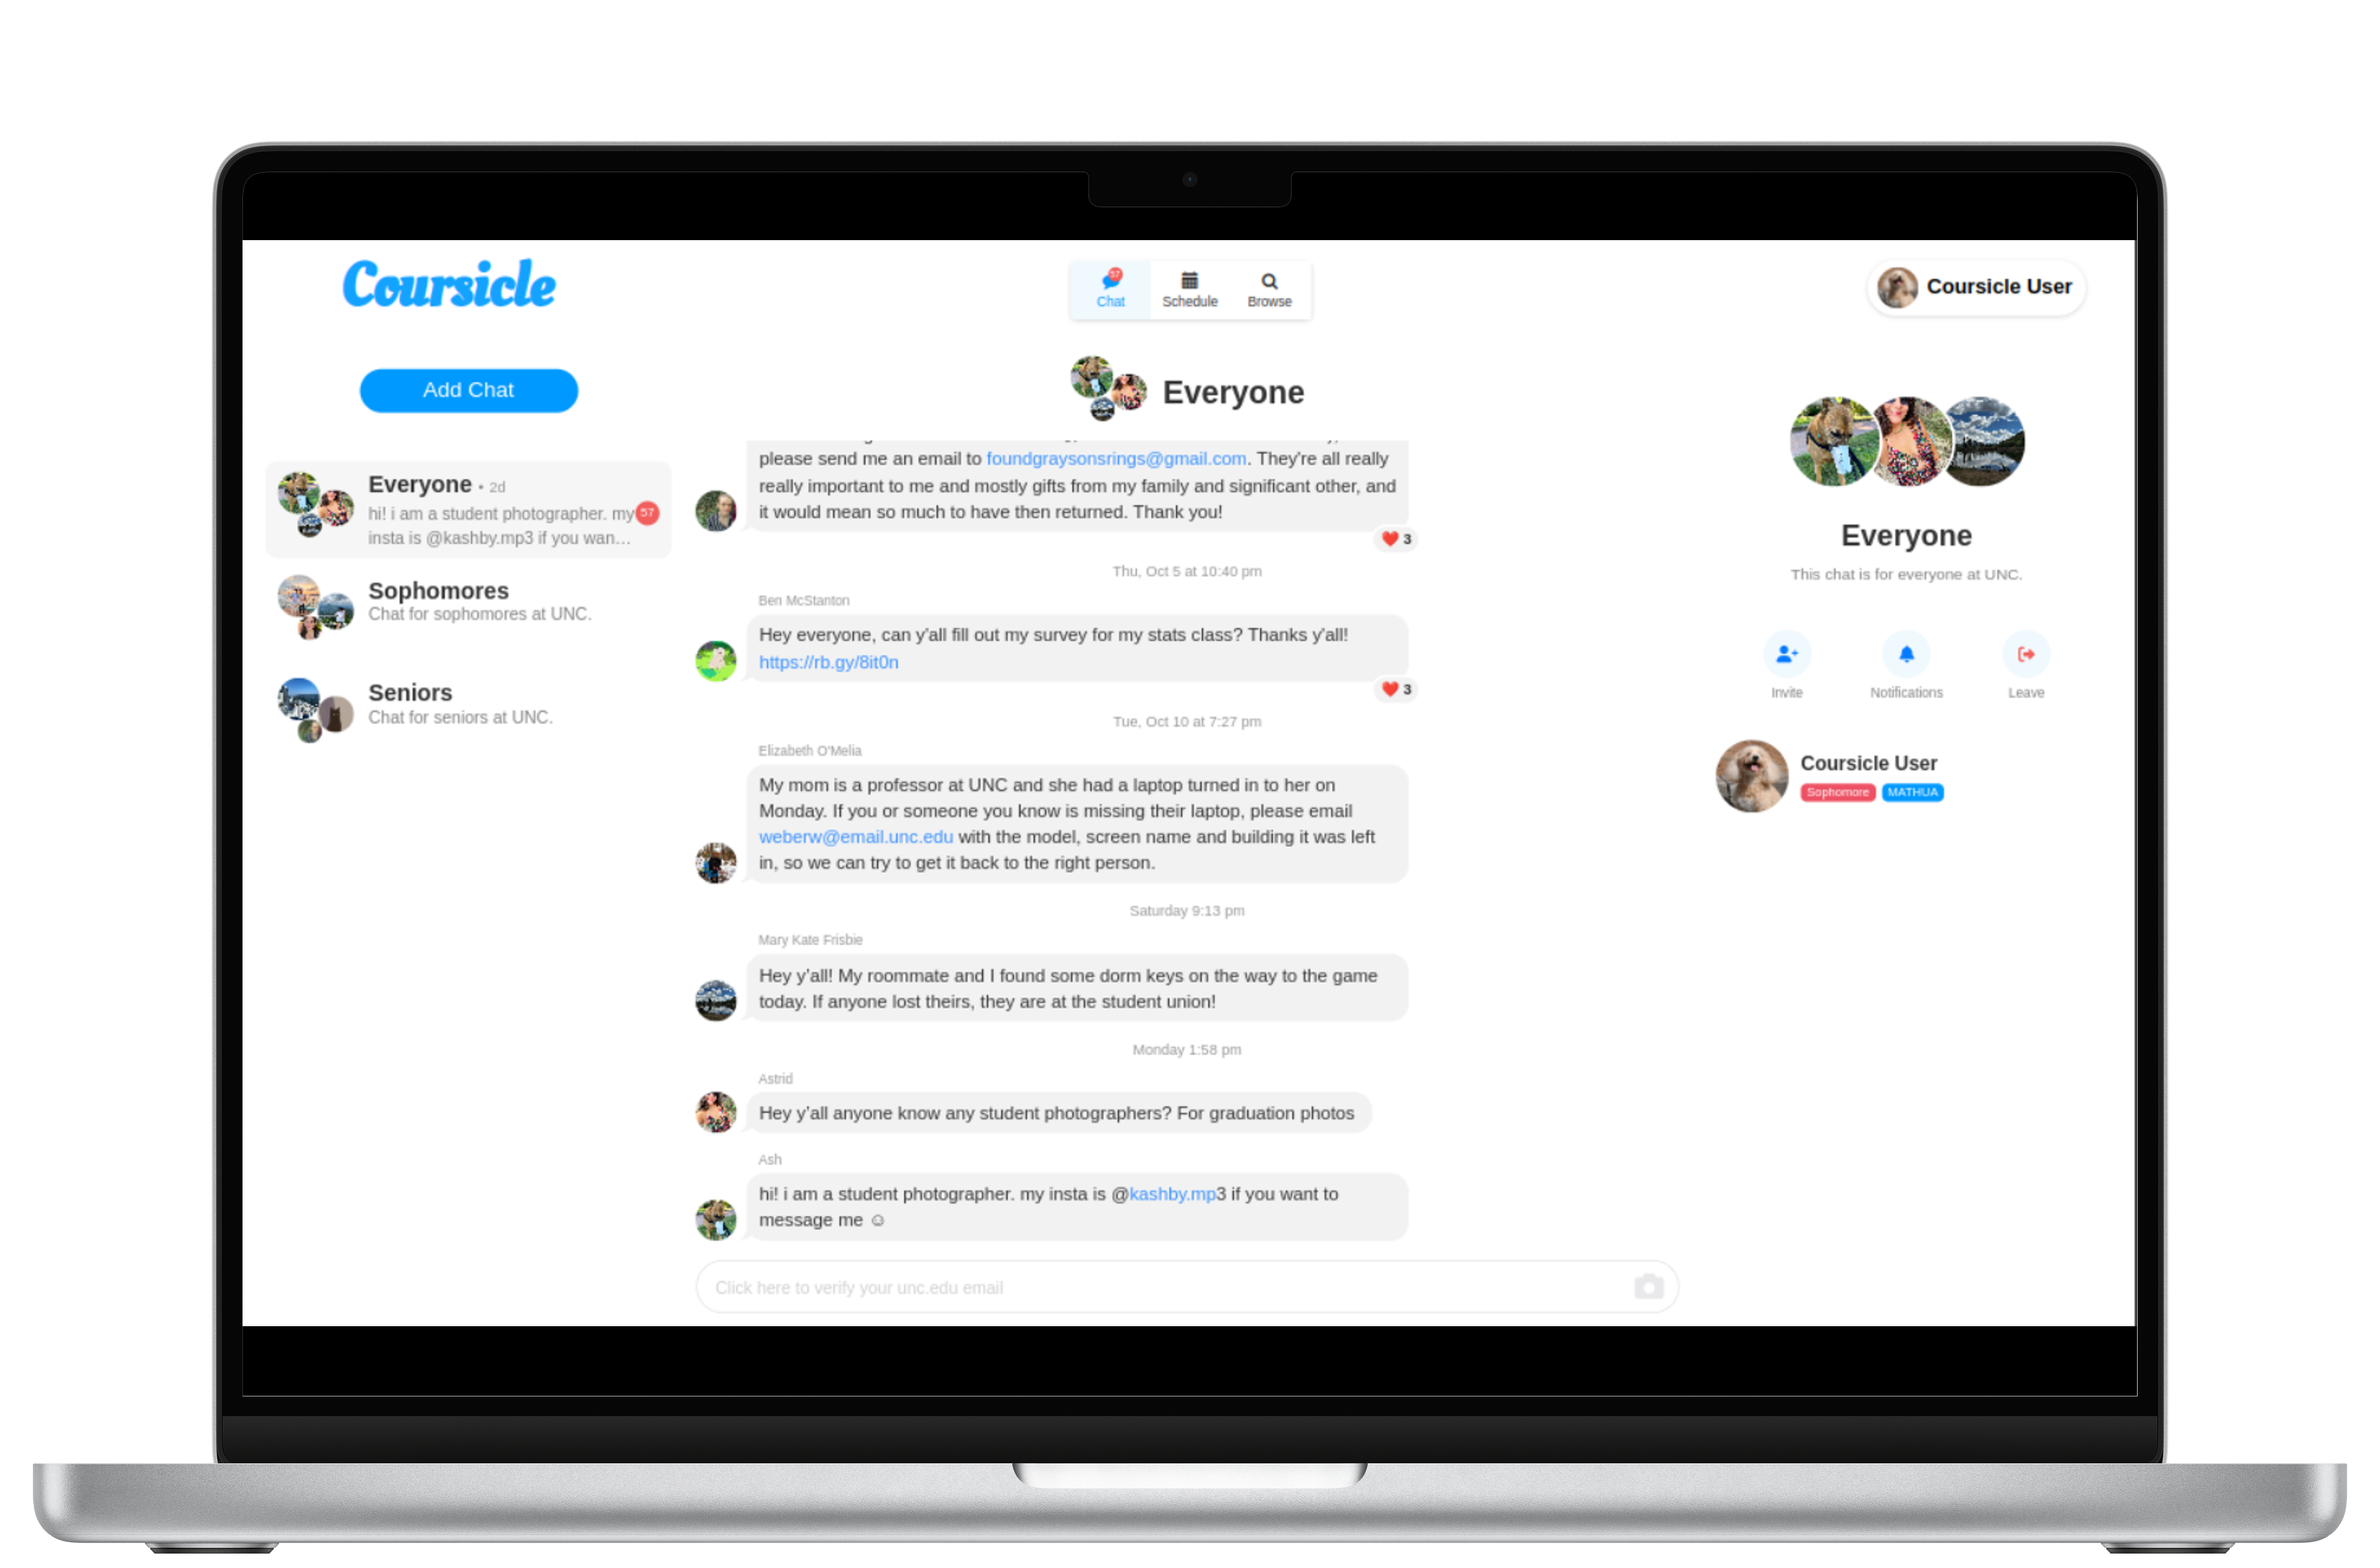 Coursicle
57
Chat
Schedule
Browse
Coursicle User
Add Chat
Everyone • 2d
hi! i am a student photographer. my
insta is @kashby.mp3 if you wan...
57
Sophomores
Chat for sophomores at UNC.
Seniors
Chat for seniors at UNC.
Everyone
please send me an email to foundgraysonsrings@gmail.com. They're all really
really important to me and mostly gifts from my family and significant other, and
it would mean so much to have then returned. Thank you!
❤️ 3
Thu, Oct 5 at 10:40 pm
Ben McStanton
Hey everyone, can y'all fill out my survey for my stats class? Thanks y'all!
https://rb.gy/8it0n
❤️ 3
Tue, Oct 10 at 7:27 pm
Elizabeth O'Melia
My mom is a professor at UNC and she had a laptop turned in to her on
Monday. If you or someone you know is missing their laptop, please email
weberw@email.unc.edu with the model, screen name and building it was left
in, so we can try to get it back to the right person.
Saturday 9:13 pm
Mary Kate Frisbie
Hey y'all! My roommate and I found some dorm keys on the way to the game
today. If anyone lost theirs, they are at the student union!
Monday 1:58 pm
Astrid
Hey y'all anyone know any student photographers? For graduation photos
Ash
hi! i am a student photographer. my insta is @kashby.mp3 if you want to
message me ☺
Click here to verify your unc.edu email
Everyone
This chat is for everyone at UNC.
Invite
Notifications
Leave
Coursicle User
Sophomore
MATHUA